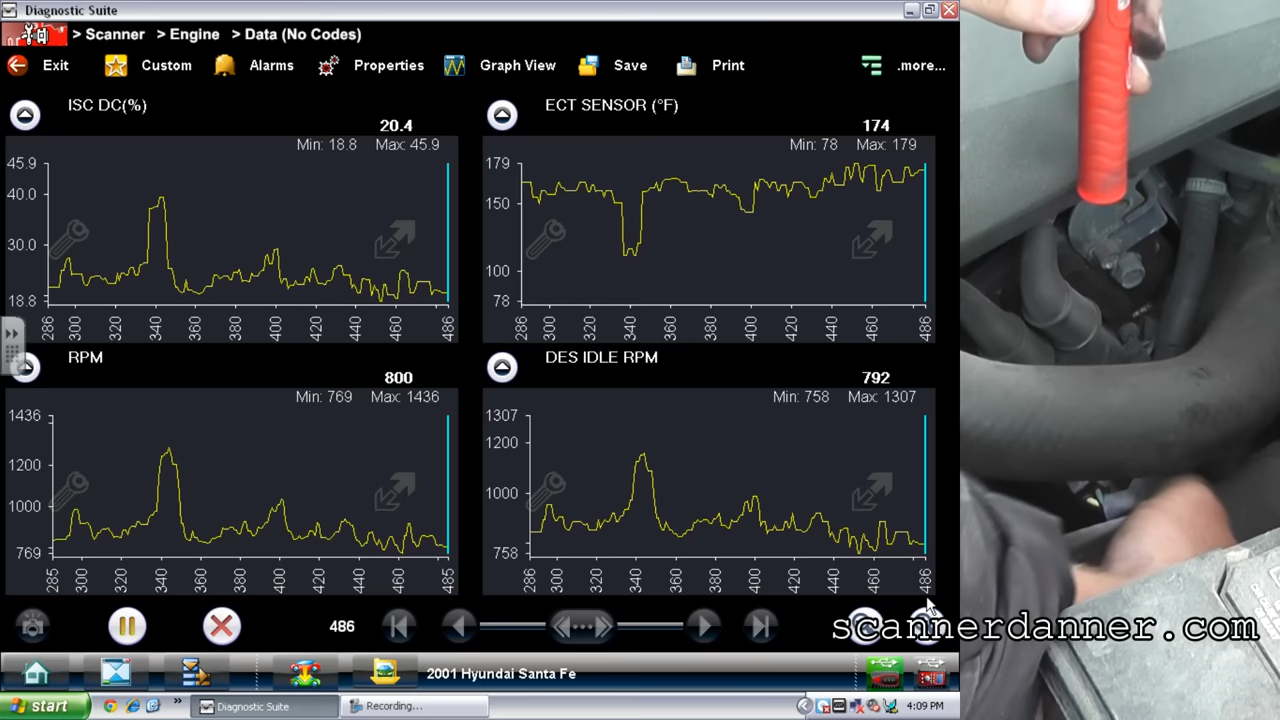 Diagnostic Suite
> Scanner > Engine > Data (No Codes)
Exit Custom Alarms Properties Graph View Save Print .more...
ISC DC(%)
20.4
Min: 18.8 Max: 45.9
45.9
40.0
30.0
18.8
286 300 320 340 360 380 400 420 440 460 486
ECT SENSOR (°F)
174
Min: 78 Max: 179
179
150
100
78
286 300 320 340 360 380 400 420 440 460 486
RPM
800
Min: 769 Max: 1436
1436
1200
1000
769
285 300 320 340 360 380 400 420 440 460 485
DES IDLE RPM
792
Min: 758 Max: 1307
1307
1200
1000
758
286 300 320 340 360 380 400 420 440 460 486
486
scannerdanner.com
2001 Hyundai Santa Fe
start Diagnostic Suite Recording... 4:09 PM